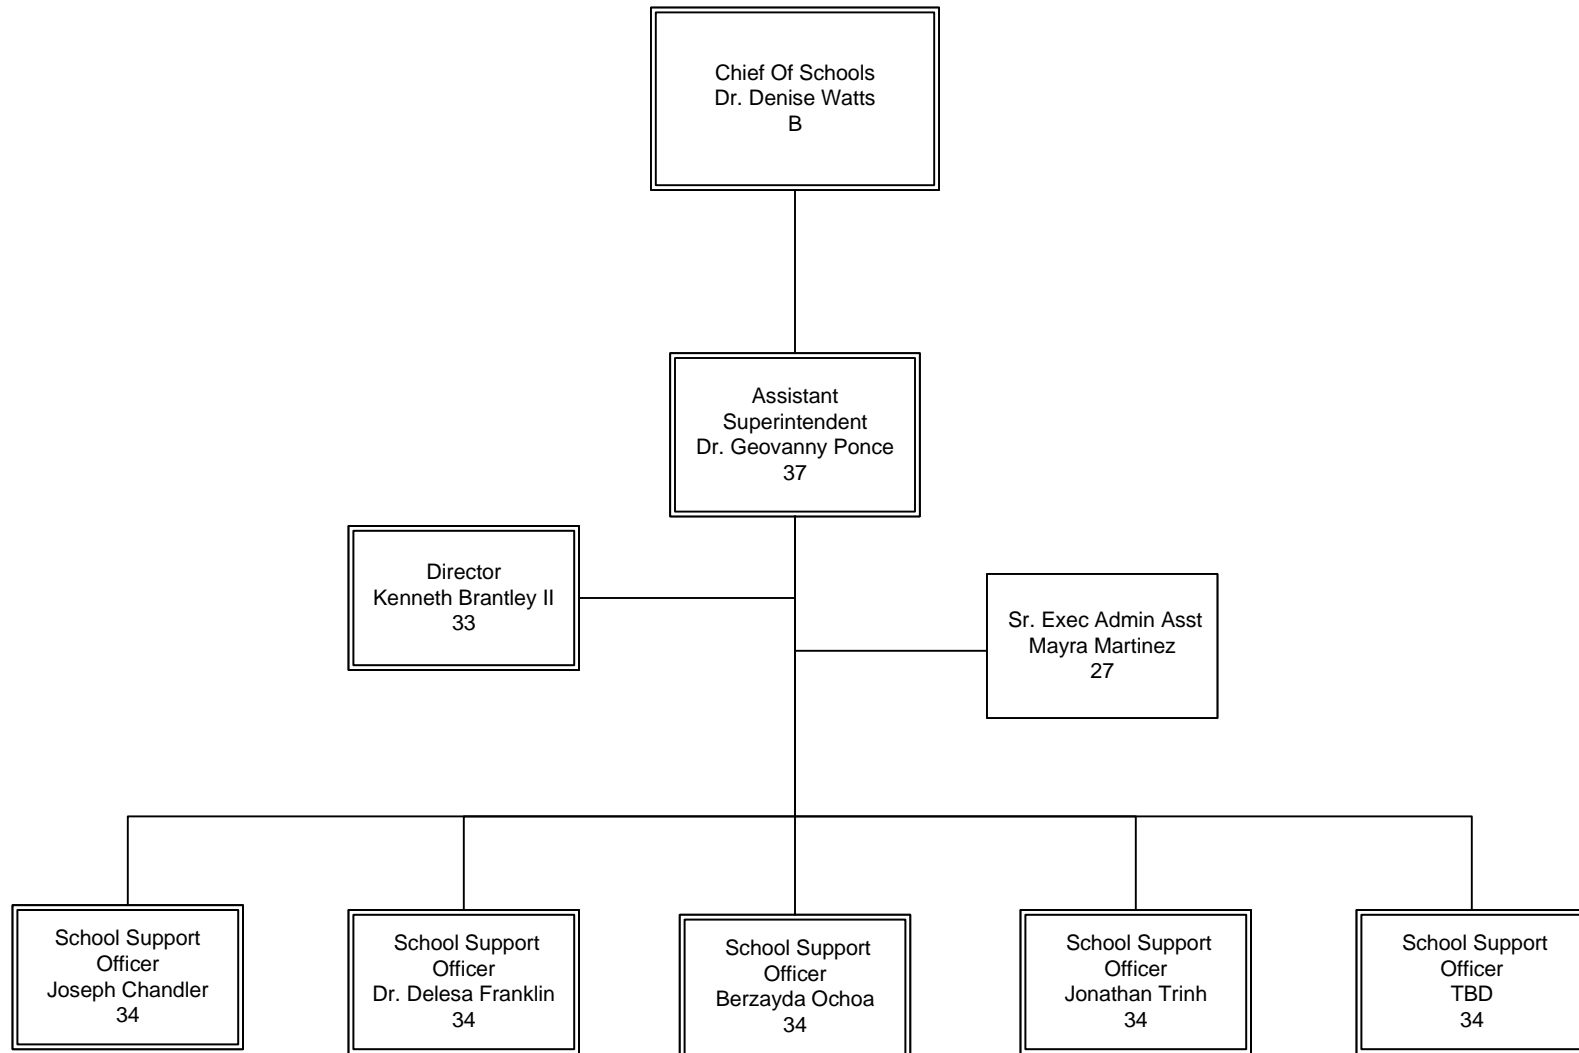 Chief Of Schools
Dr. Denise Watts
B
Assistant
Superintendent
Dr. Geovanny Ponce
37
Director
Kenneth Brantley II
33
Sr. Exec Admin Asst
Mayra Martinez
27
School Support
Officer
Joseph Chandler
34
School Support
Officer
Dr. Delesa Franklin
34
School Support
Officer
Berzayda Ochoa
34
School Support
Officer
Jonathan Trinh
34
School Support
Officer
TBD
34